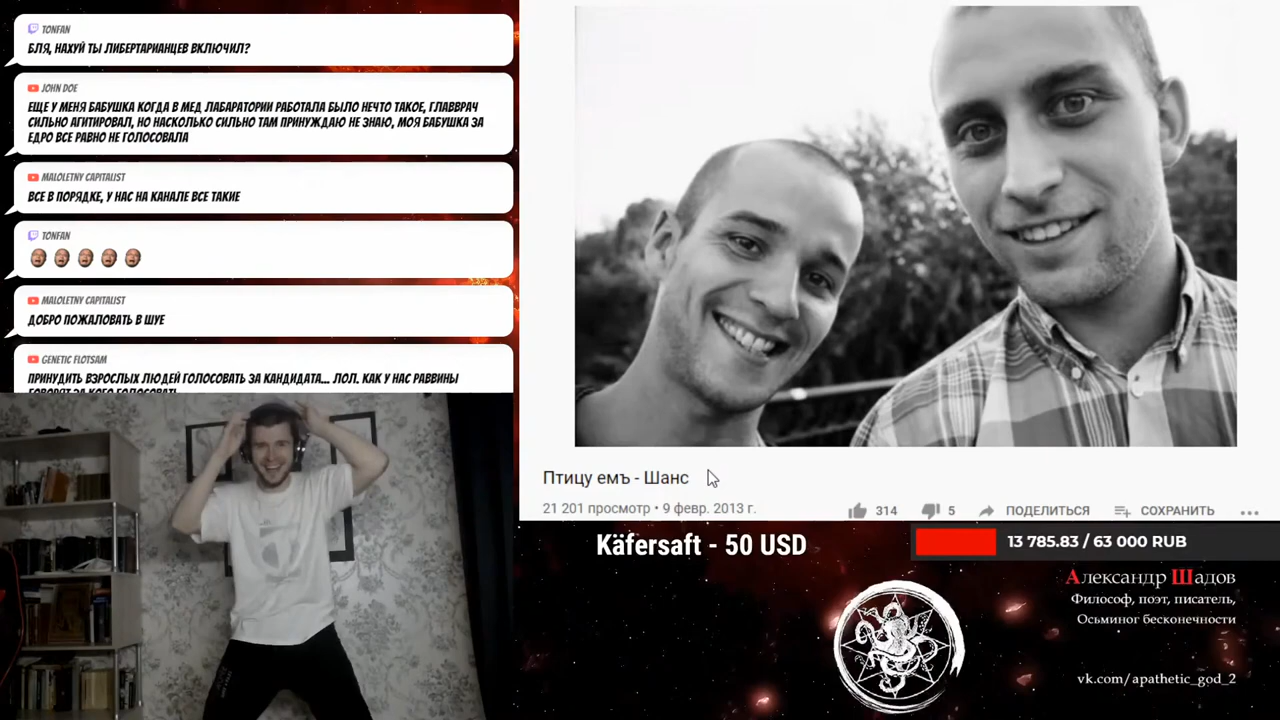 TONFAN
БЛЯ, НАХУЙ ТЫ ЛИБЕРТАРИАНЦЕВ ВКЛЮЧИЛ?
JOHN DOE
ЕЩЕ У МЕНЯ БАБУШКА КОГДА В МЕД ЛАБАРАТОРИИ РАБОТАЛА БЫЛО НЕЧТО ТАКОЕ, ГЛАВВРАЧ
СИЛЬНО АГИТИРОВАЛ, НО НАСКОЛЬКО СИЛЬНО ТАМ ПРИНУЖДАЮ НЕ ЗНАЮ, МОЯ БАБУШКА ЗА
ЕДРО ВСЕ РАВНО НЕ ГОЛОСОВАЛА
MALOLETNY CAPITALIST
ВСЕ В ПОРЯДКЕ, У НАС НА КАНАЛЕ ВСЕ ТАКИЕ
TONFAN
MALOLETNY CAPITALIST
ДОБРО ПОЖАЛОВАТЬ В ШУЕ
GENETIC FLOTSAM
ПРИНУДИТЬ ВЗРОСЛЫХ ЛЮДЕЙ ГОЛОСОВАТЬ ЗА КАНДИДАТА... ЛОЛ. КАК У НАС РАВВИНЫ
ГОВОРЯТ ЗА КОГО ГОЛОСОВАТЬ
Птицу емъ - Шанс
21 201 просмотр • 9 февр. 2013 г.
314
5
ПОДЕЛИТЬСЯ
СОХРАНИТЬ
Käfersaft - 50 USD
13 785.83 / 63 000 RUB
Александр Шадов
Философ, поэт, писатель,
Осьминог бесконечности
vk.com/apathetic_god_2